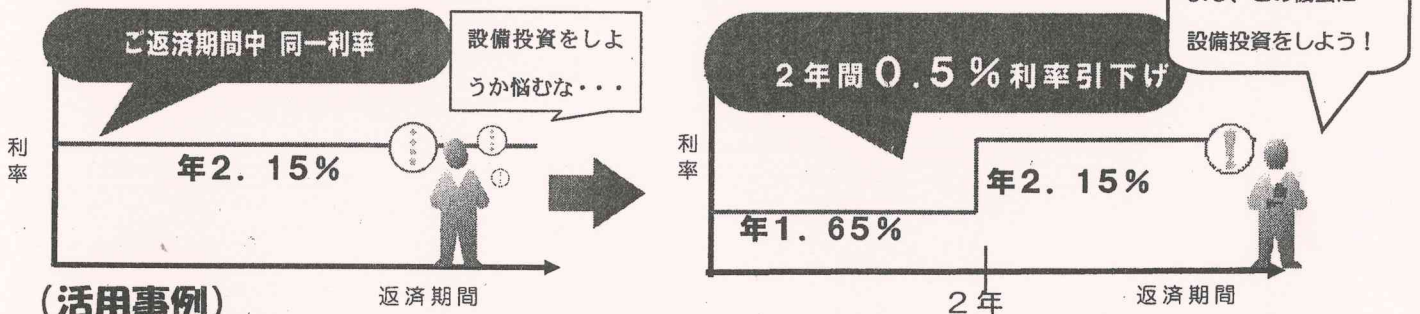 ご返済期間中 同一利率
設備投資をしよ
うか悩むな・・・
利率
年2.15%
返済期間
(活用事例)
設備投資をしよう!
2年間0.5%利率引下げ
利率
年1.65%
年2.15%
2年
返済期間